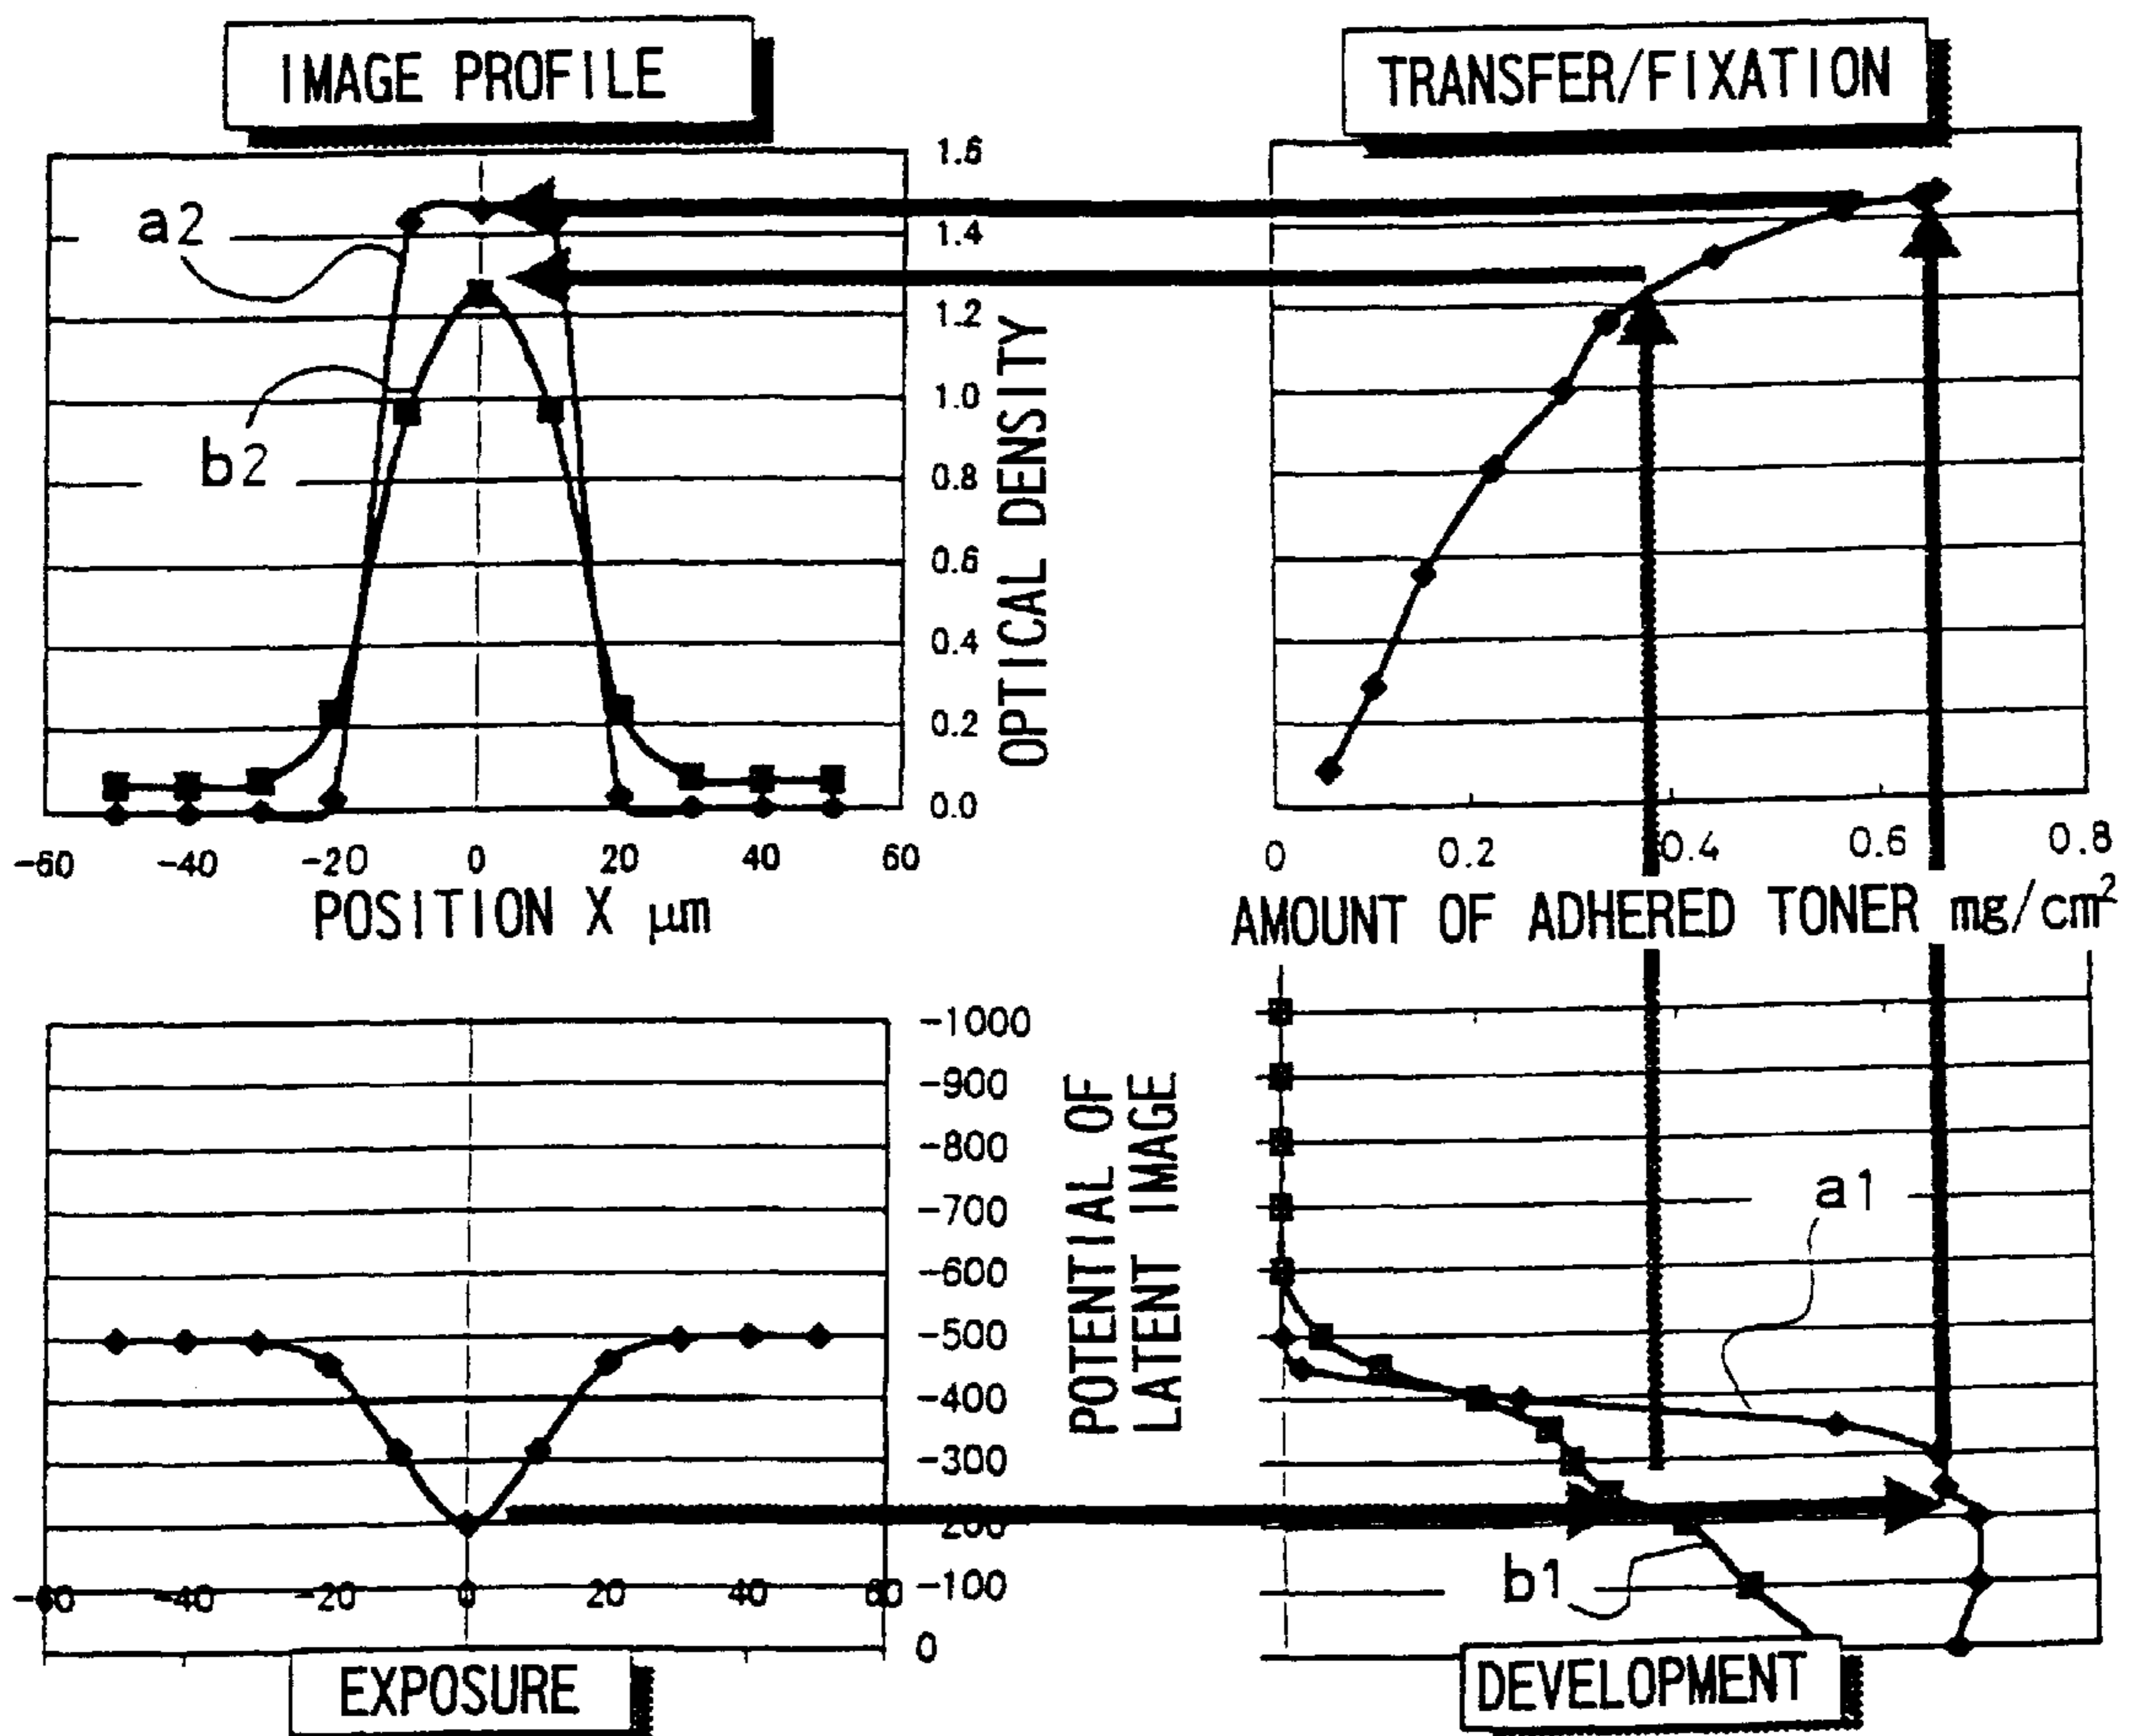 IMAGE PROFILE
TRANSFER/FIXATION
1.6
1.4
1.2
1.0
0.8
0.6
0.4
0.2
0.0
OPTICAL DENSITY
a2
b2
-60 -40 -20 0 20 40 60
POSITION X μm
0 0.2 0.4 0.6 0.8
AMOUNT OF ADHERED TONER mg/cm²
-1000
-900
-800
-700
-600
-500
-400
-300
-100
0
POTENTIAL OF
LATENT IMAGE
-40 -20 0 20 40 60
a1
b1
EXPOSURE
DEVELOPMENT